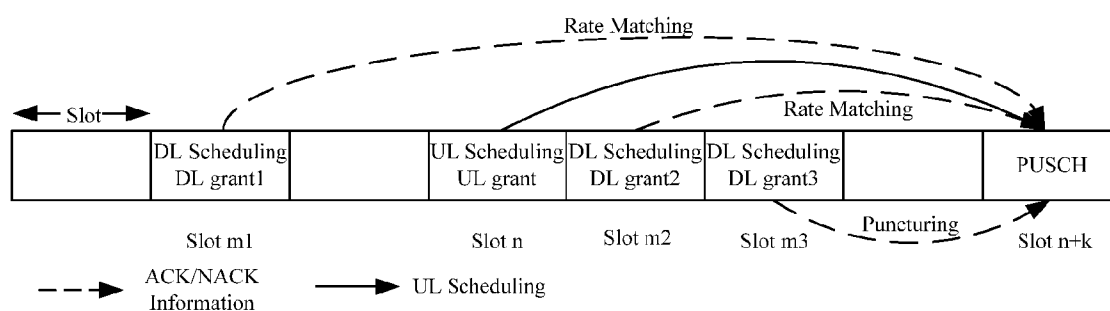 Rate Matching
Slot
Rate Matching
DL Scheduling
DL grant1
UL Scheduling
UL grant
DL Scheduling
DL grant2
DL Scheduling
DL grant3
PUSCH
Puncturing
Slot m1
Slot n
Slot m2
Slot m3
Slot n+k
ACK/NACK
Information
UL Scheduling